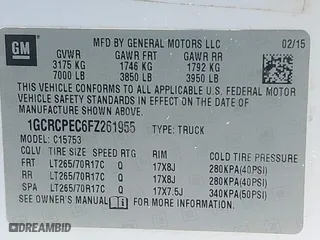 GM
MFD BY GENERAL MOTORS LLC 02/15
GVWR GAWR FRT GAWR RR
3175 KG 1746 KG 1792 KG
7000 LB 3850 LB 3950 LB
THIS VEHICLE CONFORMS TO ALL APPLICABLE U.S. FEDERAL MOTOR
VEHICLE SAFETY STANDARDS IN EFFECT ON THE DATE OF
MANUFACTURE SHOWN ABOVE.
1GCRCPEC6FZ261955 TYPE: TRUCK
MODEL: C15753
CQLV TIRE SIZE SPEED RTG RIM COLD TIRE PRESSURE
FRT LT265/70R17C Q 17X8J 280KPA(40PSI)
RR LT265/70R17C Q 17X8J 280KPA(40PSI)
SPA LT265/70R17C Q 17X7.5J 340KPA(50PSI)
SEE OWNER'S MANUAL FOR MORE INFORMATION.
DREAMBID